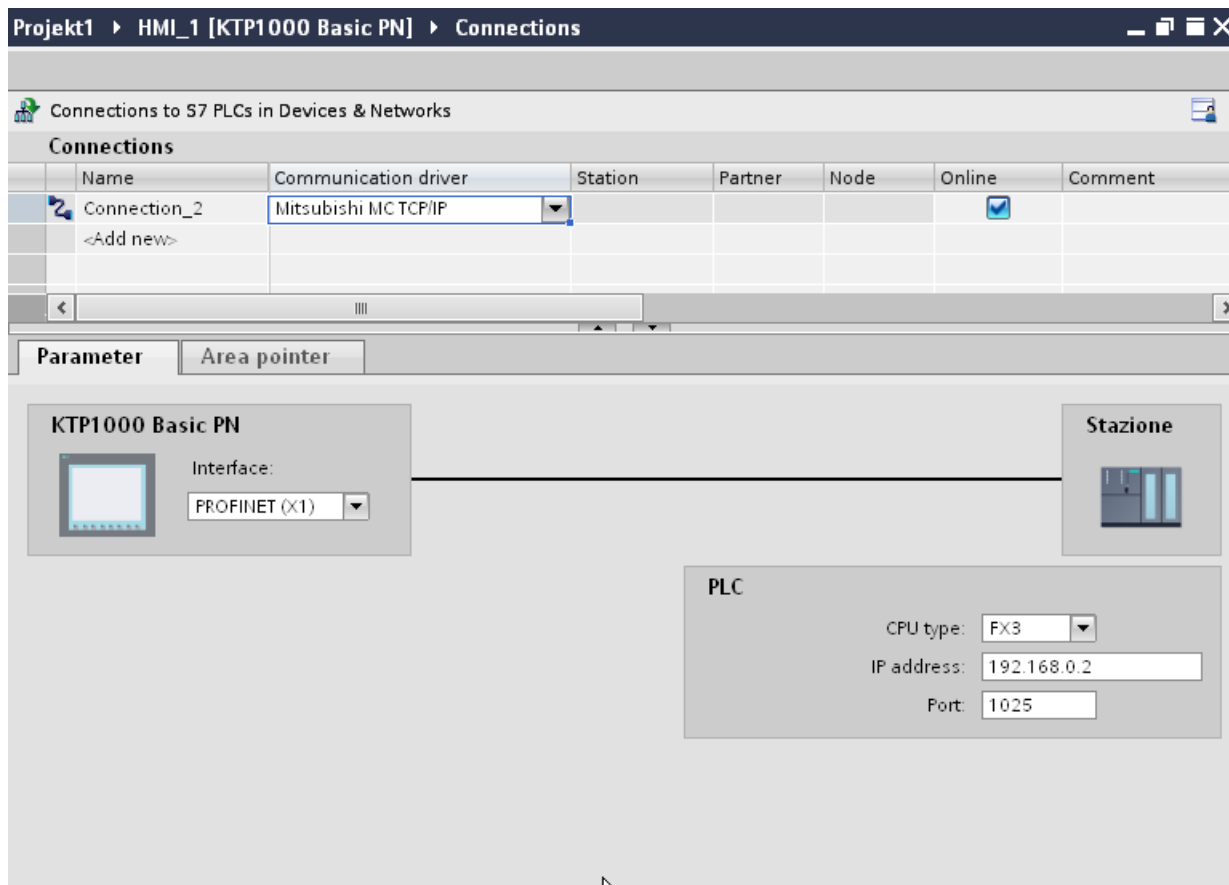 Projekt1 ▸ HMI_1 [KTP1000 Basic PN] ▸ Connections
Connections to S7 PLCs in Devices & Networks
Connections
Name Communication driver Station Partner Node Online Comment
Connection_2 Mitsubishi MC TCP/IP
<Add new>
Parameter Area pointer
KTP1000 Basic PN
Interface:
PROFINET (X1)
Stazione
PLC
CPU type: FX3
IP address: 192.168.0.2
Port: 1025